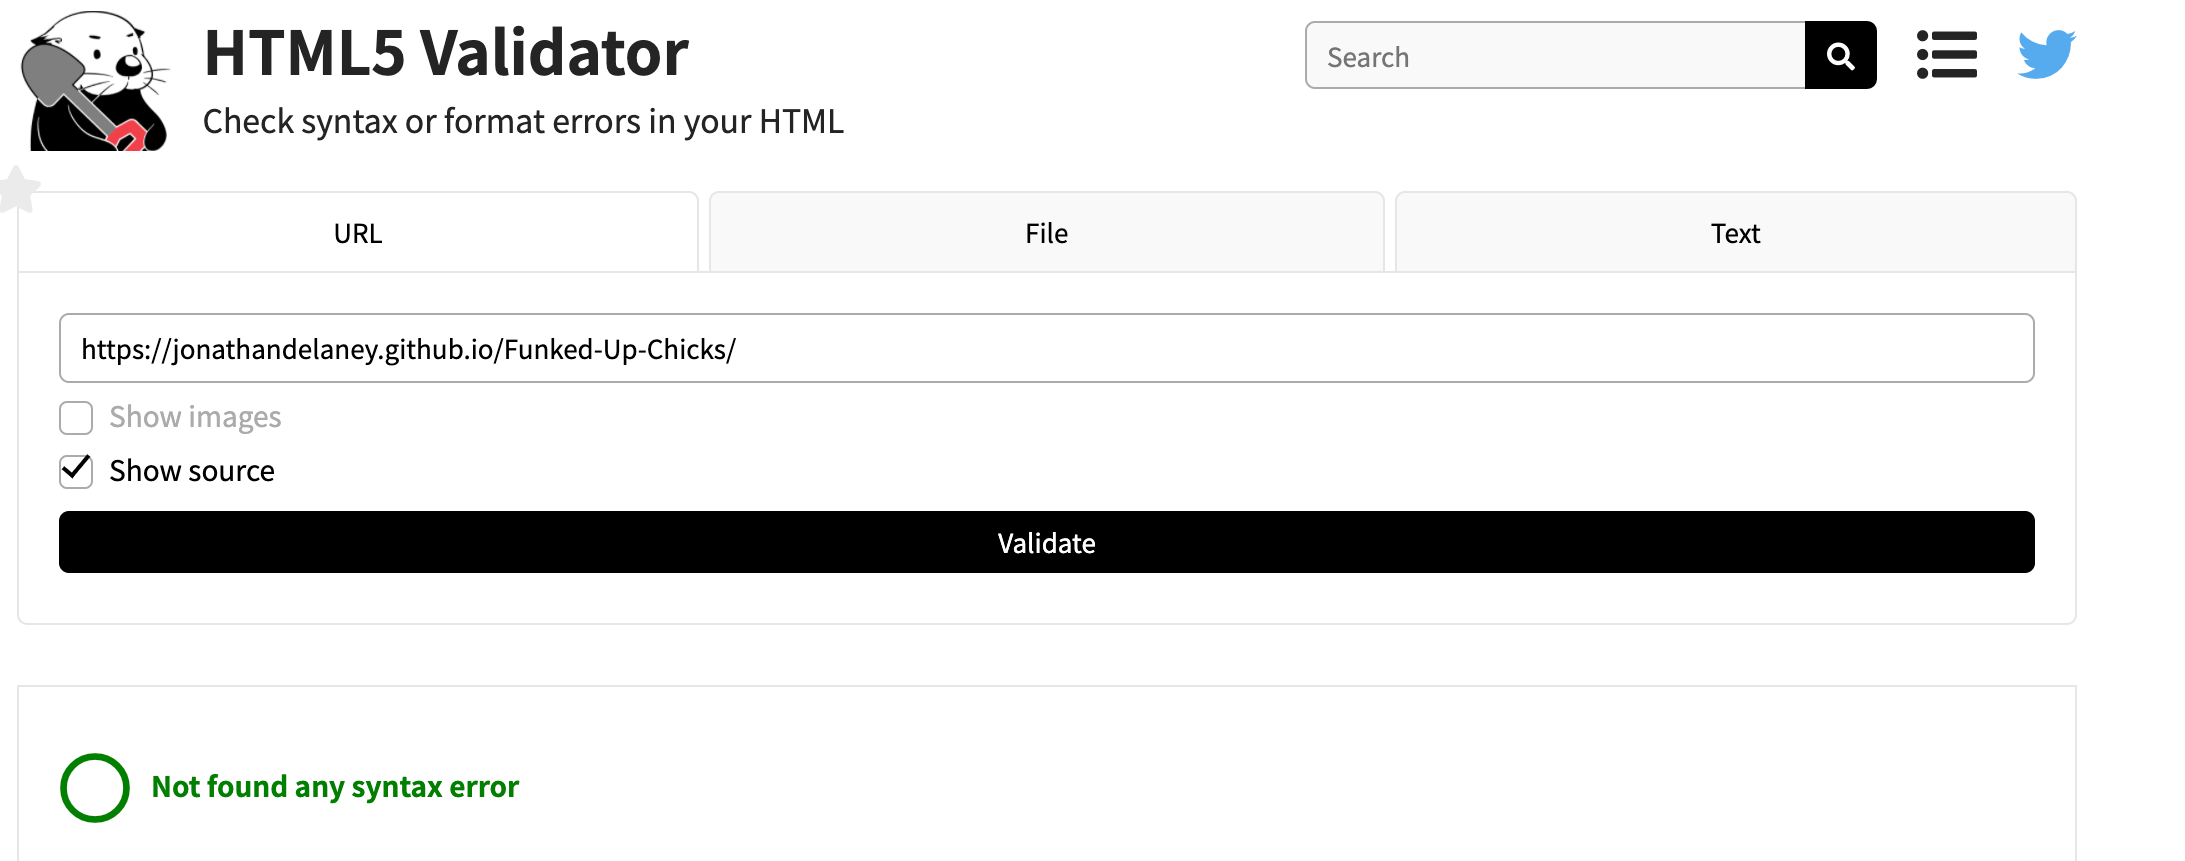 HTML5 Validator
Check syntax or format errors in your HTML
Search
URL
File
Text
https://jonathandelaney.github.io/Funked-Up-Chicks/
Show images
Show source
Validate
Not found any syntax error